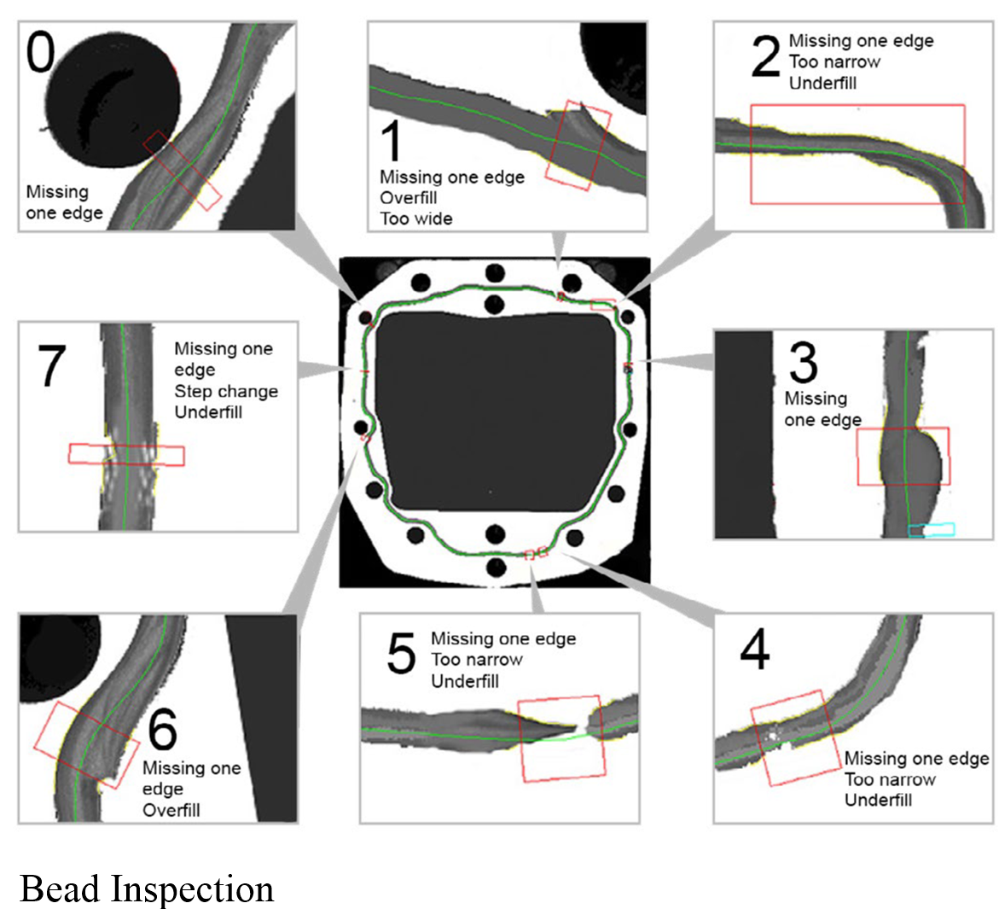 0
Missing
one edge
1
Missing one edge
Overfill
Too wide
2
Missing one edge
Too narrow
Underfill
7
Missing one
edge
Step change
Underfill
3
Missing
one edge
6
Missing one
edge
Overfill
5
Missing one edge
Too narrow
Underfill
4
Missing one edge
Too narrow
Underfill
Bead Inspection